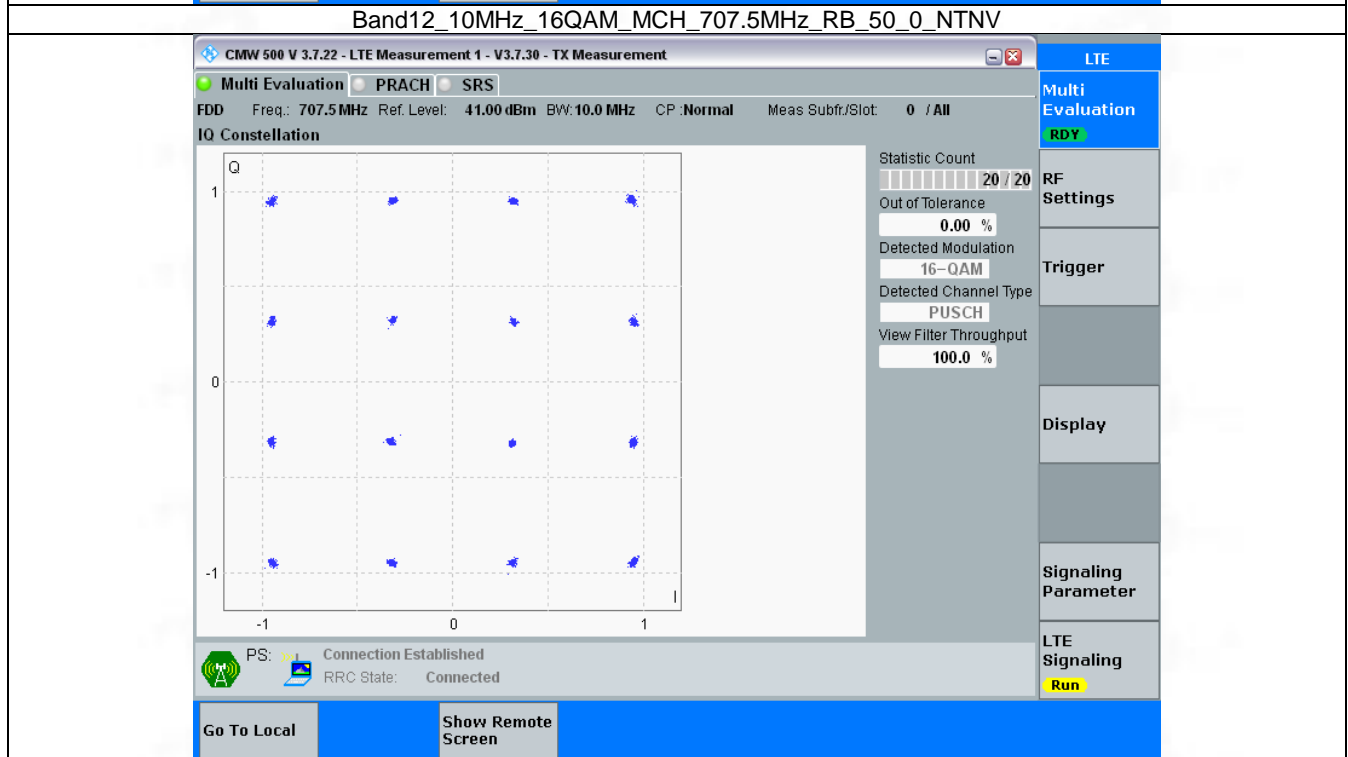 Band12_10MHz_16QAM_MCH_707.5MHz_RB_50_0_NTNV
CMW 500 V 3.7.22 - LTE Measurement 1 - V3.7.30 - TX Measurement
LTE
Multi Evaluation PRACH SRS
Multi
Evaluation
RDY
FDD Freq.: 707.5 MHz Ref. Level: 41.00 dBm BW: 10.0 MHz CP :Normal Meas Subfr./Slot: 0 / All
IQ Constellation
Q
1
0
-1
I
-1 0 1
Statistic Count
20 / 20
Out of Tolerance
0.00 %
Detected Modulation
16-QAM
Detected Channel Type
PUSCH
View Filter Throughput
100.0 %
RF
Settings
Trigger
Display
Signaling
Parameter
LTE
Signaling
Run
PS: Connection Established
RRC State: Connected
Go To Local
Show Remote
Screen